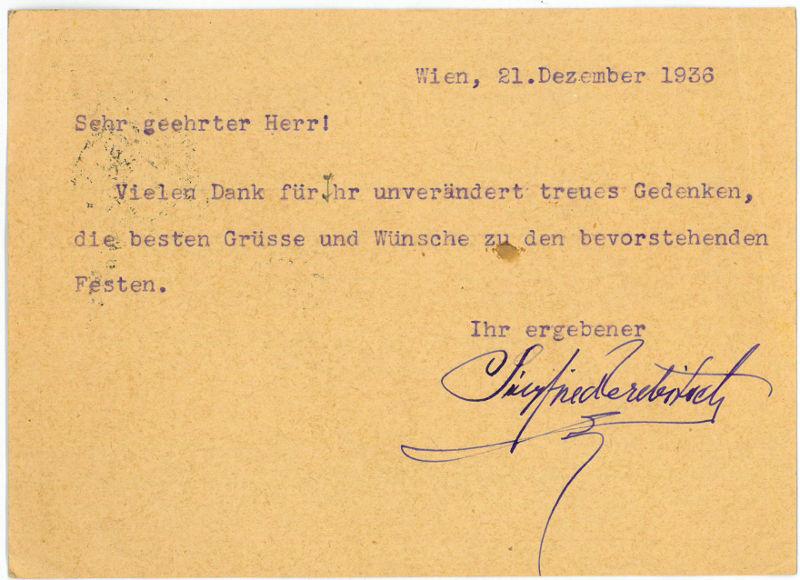 Wien, 21.Dezember 1936
Sehr geehrter Herr!
Vielen Dank für Ihr unverändert treues Gedenken,
die besten Grüsse und Wünsche zu den bevorstehenden
Festen.
Ihr ergebener
Siegfried